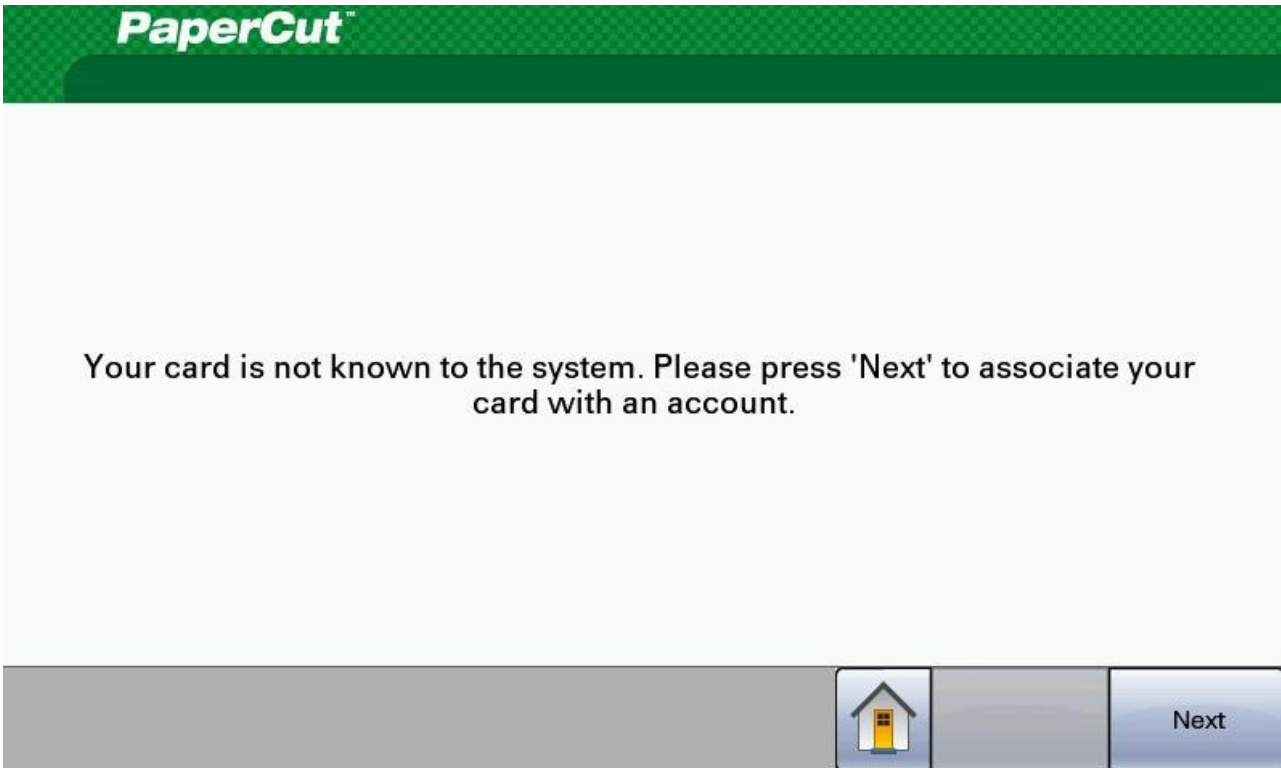 PaperCut™
Your card is not known to the system. Please press 'Next' to associate your
card with an account.
Next